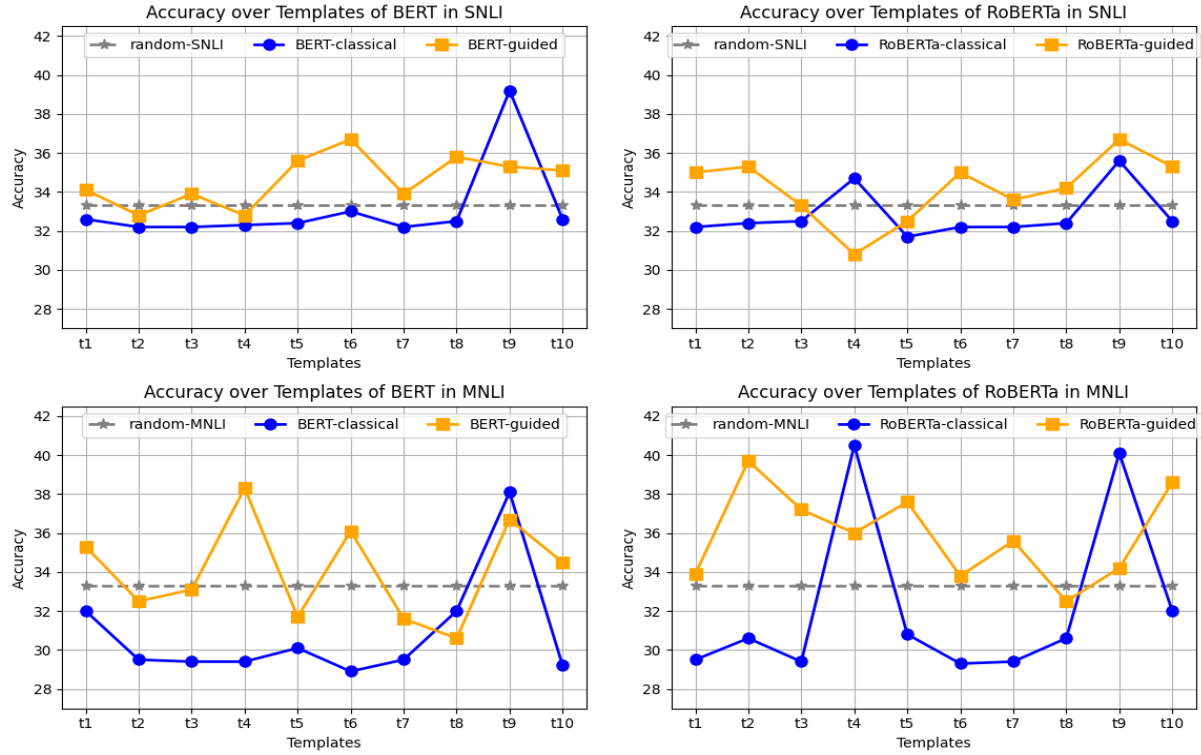 Accuracy over Templates of BERT in SNLI
random-SNLI BERT-classical BERT-guided
42
40
38
36
34
32
30
28
Accuracy
t1 t2 t3 t4 t5 t6 t7 t8 t9 t10
Templates
Accuracy over Templates of RoBERTa in SNLI
random-SNLI RoBERTa-classical RoBERTa-guided
42
40
38
36
34
32
30
28
Accuracy
t1 t2 t3 t4 t5 t6 t7 t8 t9 t10
Templates
Accuracy over Templates of BERT in MNLI
random-MNLI BERT-classical BERT-guided
42
40
38
36
34
32
30
28
Accuracy
t1 t2 t3 t4 t5 t6 t7 t8 t9 t10
Templates
Accuracy over Templates of RoBERTa in MNLI
random-MNLI RoBERTa-classical RoBERTa-guided
42
40
38
36
34
32
30
28
Accuracy
t1 t2 t3 t4 t5 t6 t7 t8 t9 t10
Templates